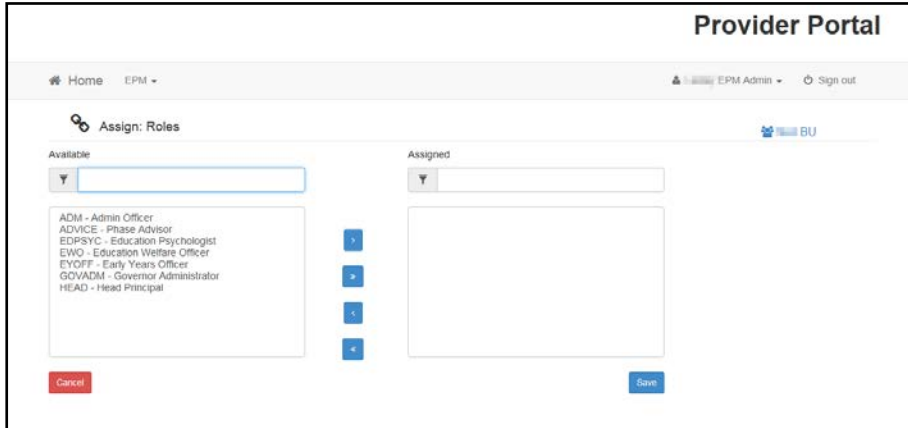 Provider Portal
Home EPM
EPM Admin Sign out
Assign: Roles
BU
Available Assigned
ADM - Admin Officer
ADVICE - Phase Advisor
EDPSYC - Education Psychologist
EWO - Education Welfare Officer
EYOFF - Early Years Officer
GOVADM - Governor Administrator
HEAD - Head Principal
Cancel Save